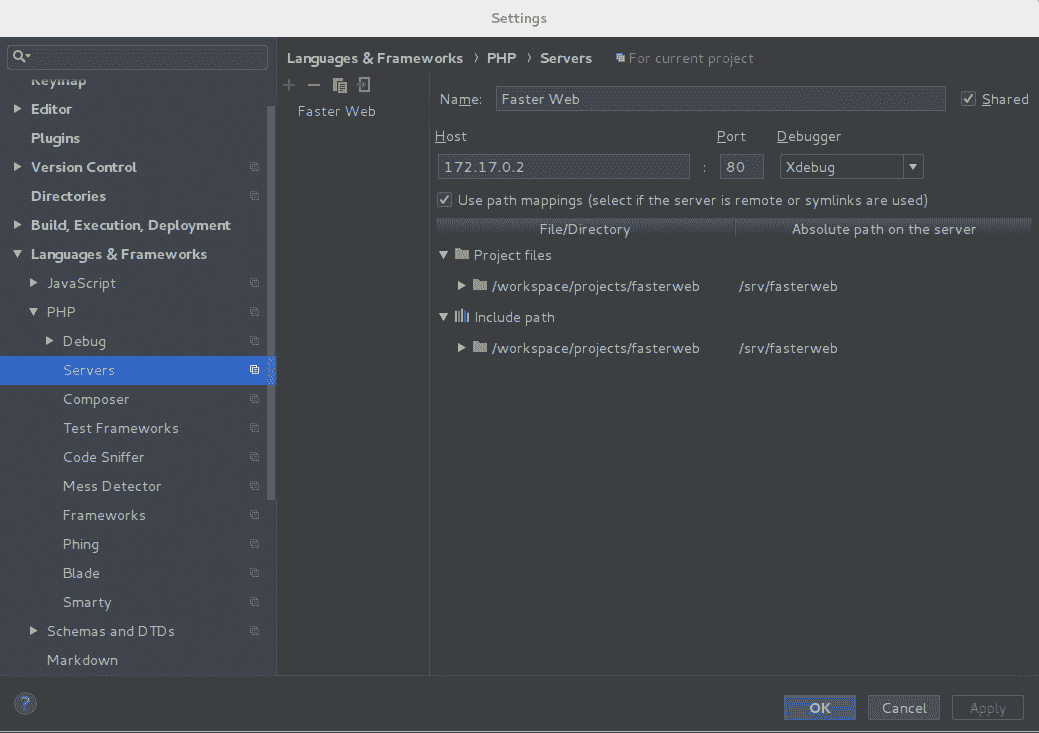 Settings
Keymap
Editor
Plugins
Version Control
Directories
Build, Execution, Deployment
Languages & Frameworks
JavaScript
PHP
Debug
Servers
Composer
Test Frameworks
Code Sniffer
Mess Detector
Frameworks
Phing
Blade
Smarty
Schemas and DTDs
Markdown
Languages & Frameworks › PHP › Servers For current project
Faster Web
Name: Faster Web Shared
Host Port Debugger
172.17.0.2 : 80 Xdebug
Use path mappings (select if the server is remote or symlinks are used)
File/Directory Absolute path on the server
Project files
/workspace/projects/fasterweb /srv/fasterweb
Include path
/workspace/projects/fasterweb /srv/fasterweb
? OK Cancel Apply